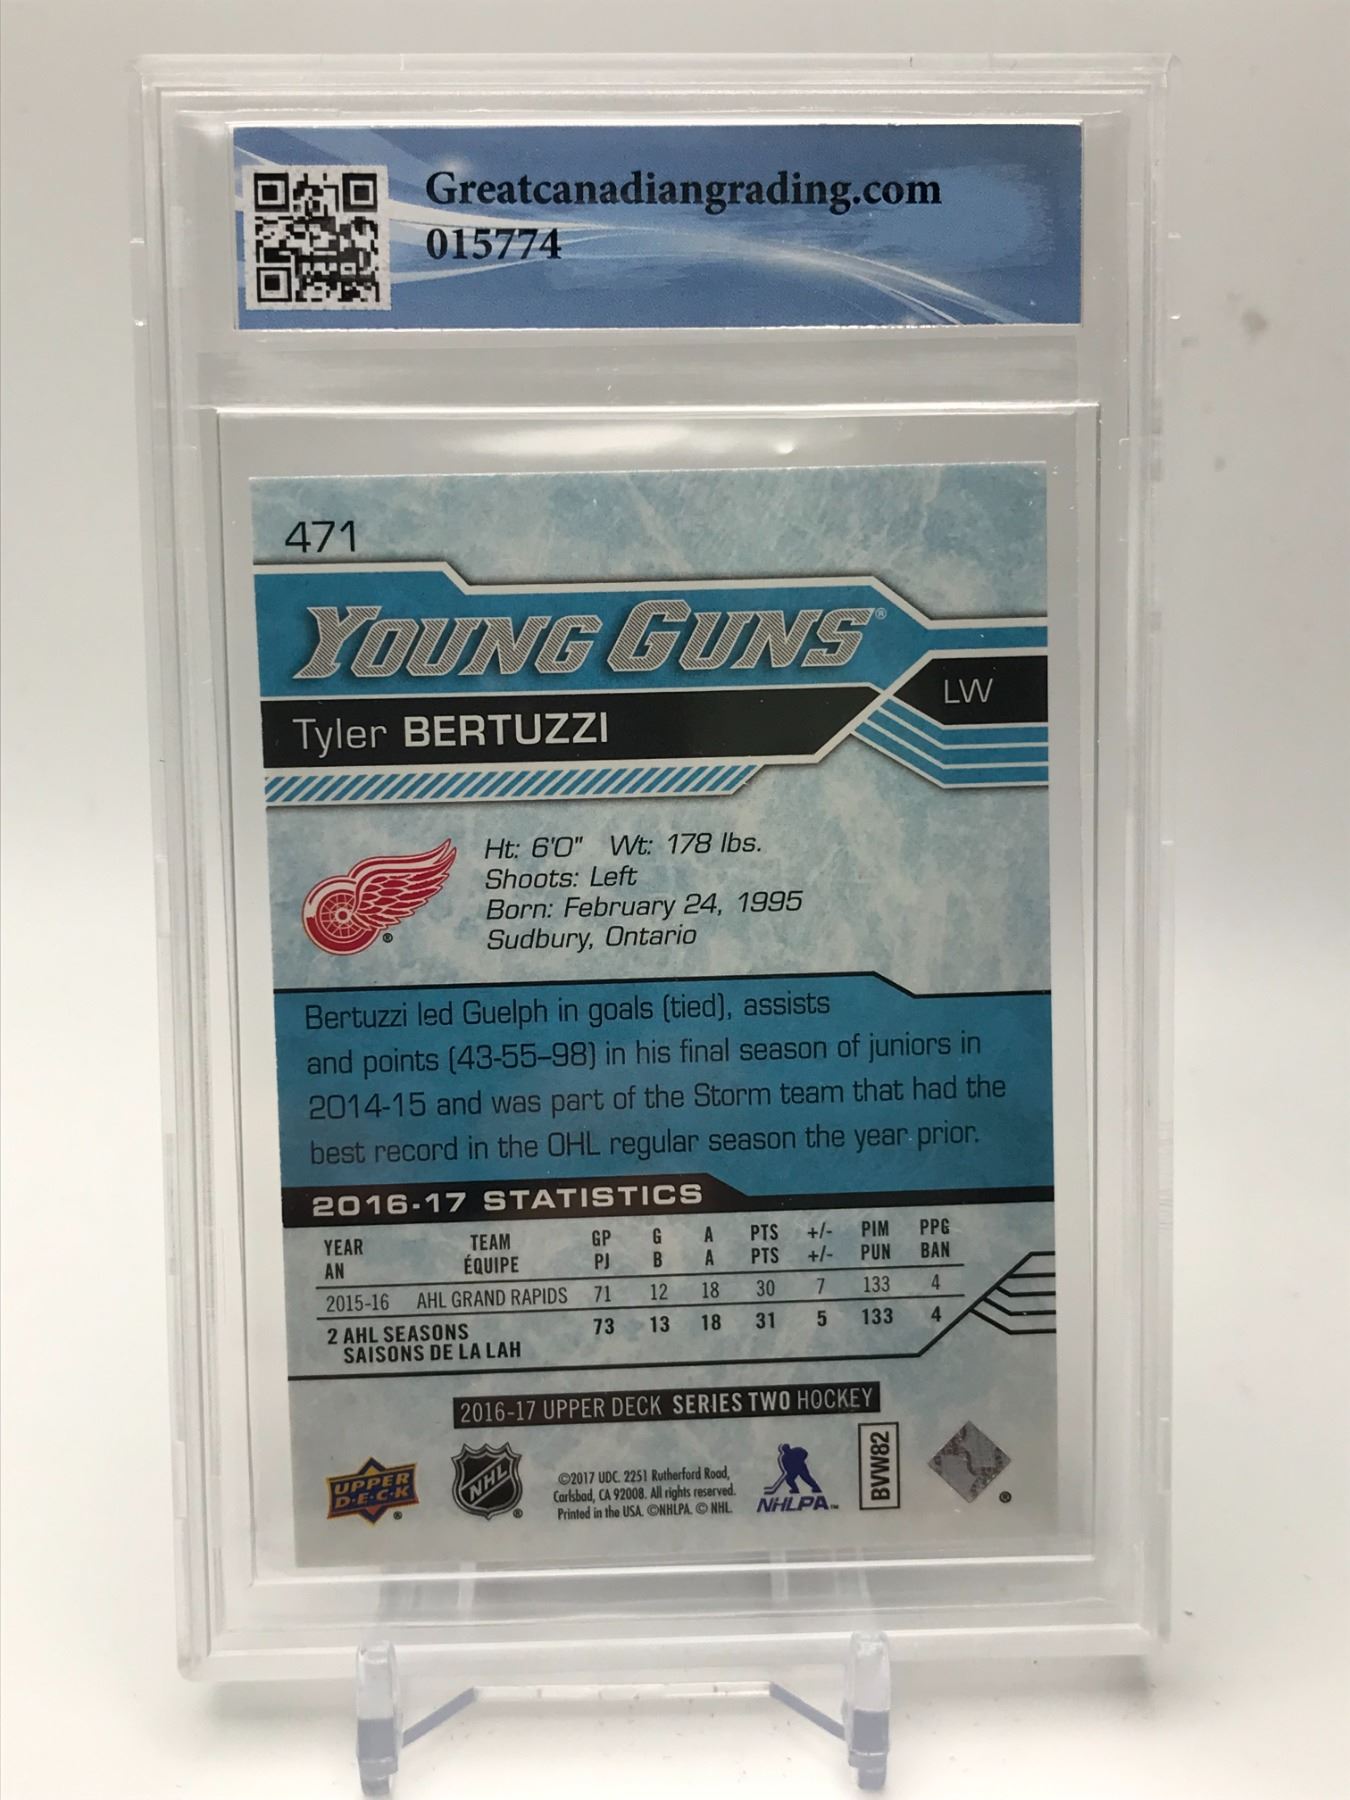 Greatcanadiangrading.com
015774
471
YOUNG GUNS®
LW
Tyler BERTUZZI
Ht: 6'0" Wt: 178 lbs.
Shoots: Left
Born: February 24, 1995
Sudbury, Ontario
®
Bertuzzi led Guelph in goals (tied), assists
and points (43-55–98) in his final season of juniors in
2014-15 and was part of the Storm team that had the
best record in the OHL regular season the year prior.
2016-17 STATISTICS
YEAR TEAM GP G A PTS +/- PIM PPG
AN ÉQUIPE PJ B A PTS +/- PUN BAN
2015-16 AHL GRAND RAPIDS 71 12 18 30 7 133 4
2 AHL SEASONS 73 13 18 31 5 133 4
SAISONS DE LA LAH
2016-17 UPPER DECK SERIES TWO HOCKEY
UPPER
D·E·C·K
®
NHL
®
©2017 UDC. 2251 Rutherford Road,
Carlsbad, CA 92008. All rights reserved.
Printed in the USA. ©NHLPA. © NHL.
NHLPA™
BVW82
®